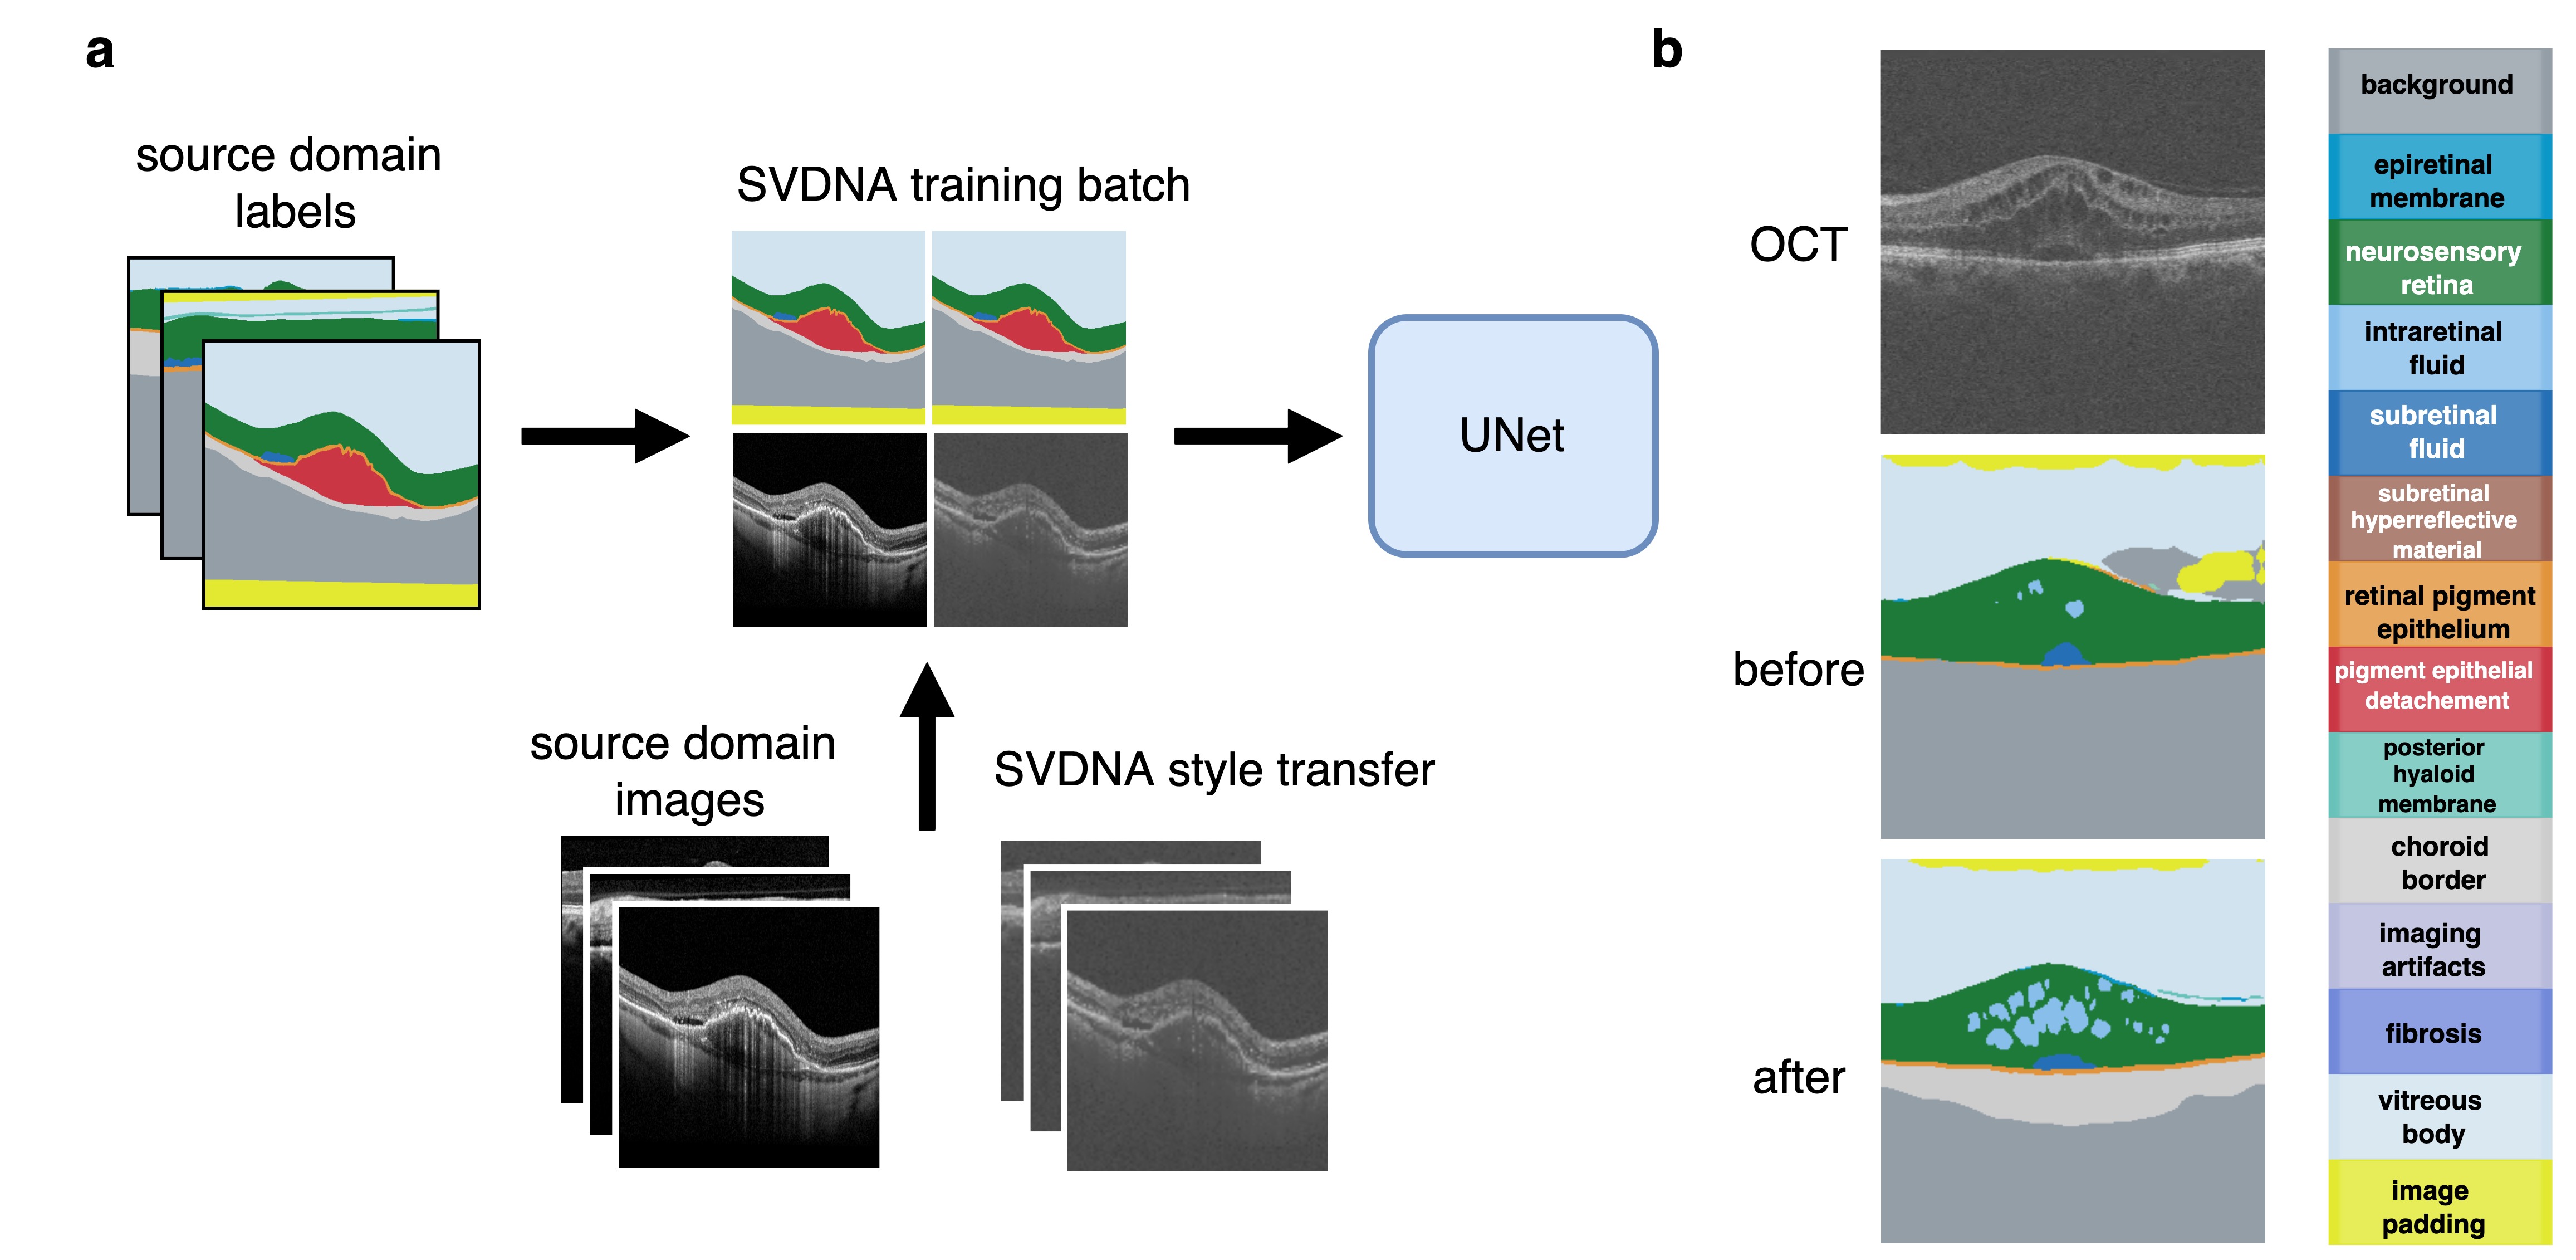 a
source domain
labels
SVDNA training batch
UNet
source domain
images
SVDNA style transfer
b
OCT
before
after
background
epiretinal
membrane
neurosensory
retina
intraretinal
fluid
subretinal
fluid
subretinal
hyperreflective
material
retinal pigment
epithelium
pigment epithelial
detachement
posterior
hyaloid
membrane
choroid
border
imaging
artifacts
fibrosis
vitreous
body
image
padding